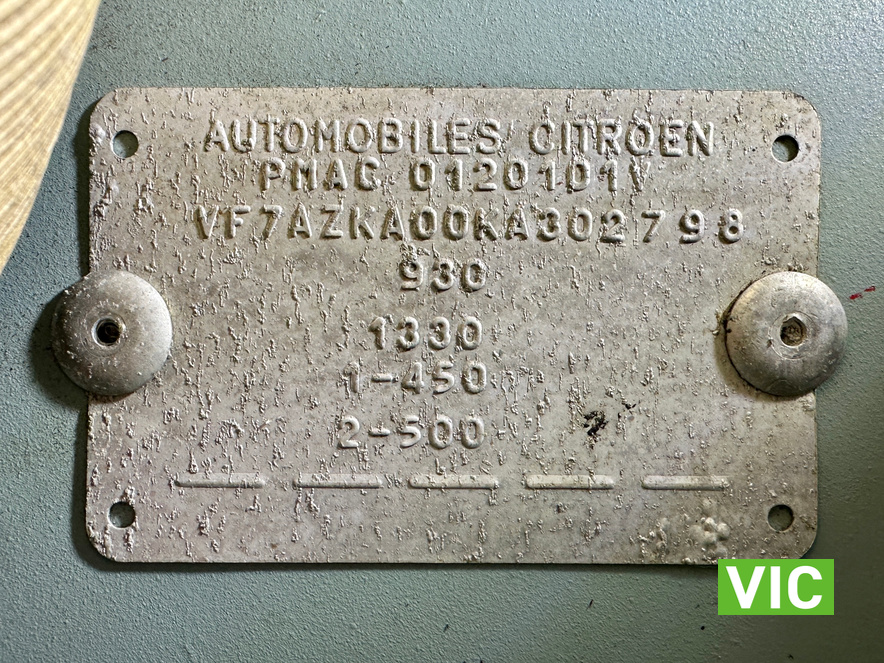 AUTOMOBILES CITROEN
PMAC 01201D1V
VF7AZKA00KA302798
930
1330
1-450
2-500
VIC